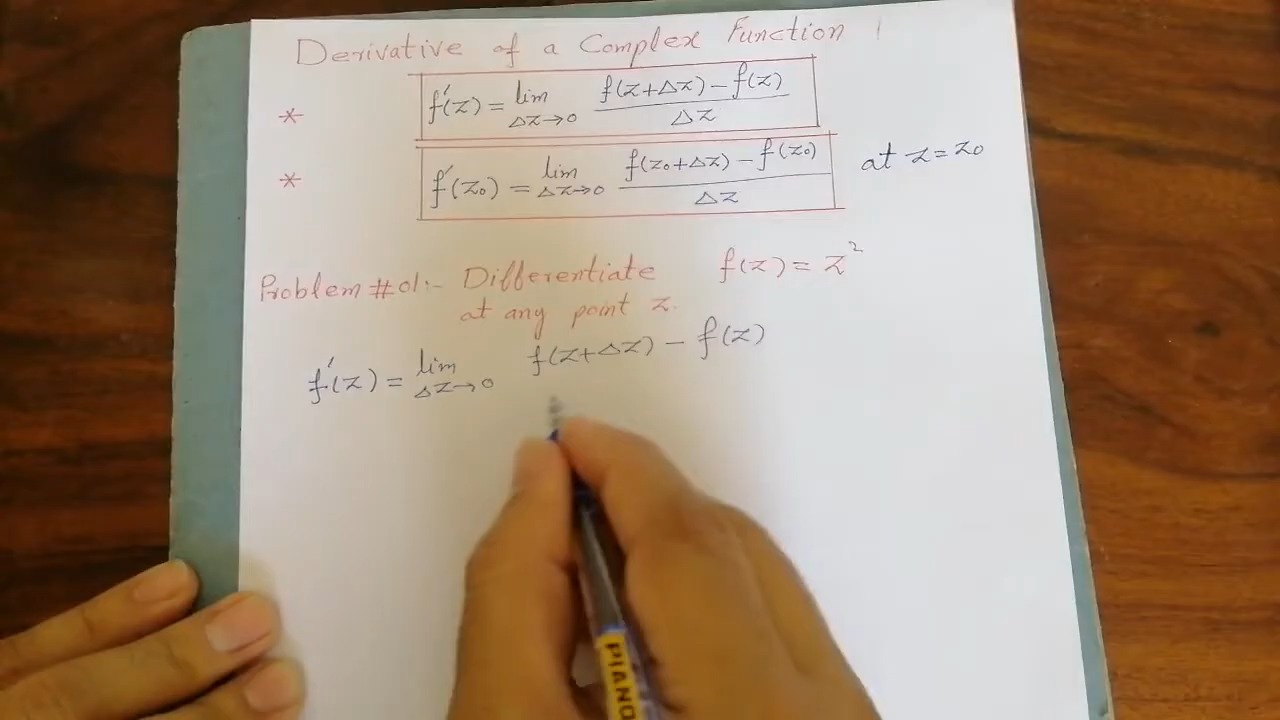 Derivative of a Complex Function
* f'(z) = lim Δz→0 f(z+Δz) – f(z) / Δz
* f'(z₀) = lim Δz→0 f(z₀+Δz) – f(z₀) / Δz at z = z₀
Problem #01:- Differentiate f(z) = z²
at any point z.
f'(z) = lim Δz→0 f(z+Δz) – f(z)
PIANO